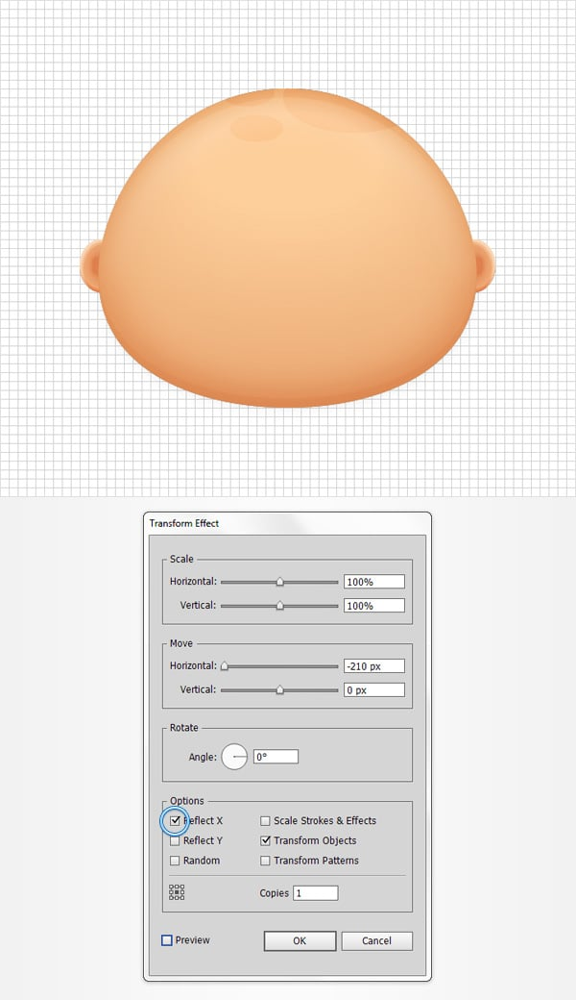 Transform Effect
Scale
Horizontal: 100%
Vertical: 100%
Move
Horizontal: -210 px
Vertical: 0 px
Rotate
Angle: 0°
Options
Reflect X Scale Strokes & Effects
Reflect Y Transform Objects
Random Transform Patterns
Copies 1
Preview OK Cancel